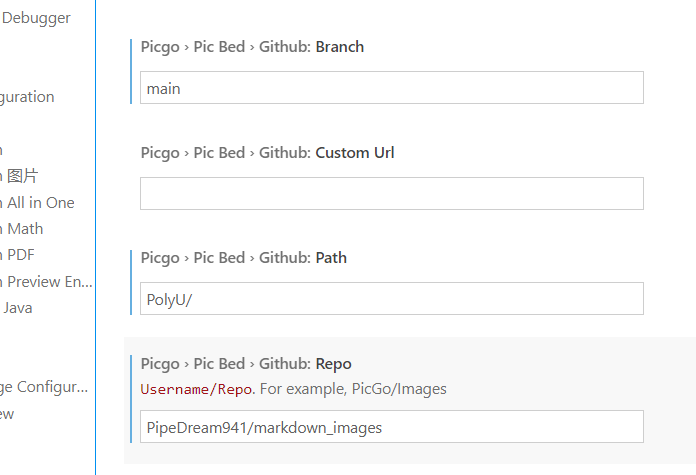 Debugger
guration
图片
All in One
Math
PDF
Preview En...
Java
ge Configur...
ew
Picgo › Pic Bed › Github: Branch
main
Picgo › Pic Bed › Github: Custom Url
Picgo › Pic Bed › Github: Path
PolyU/
Picgo › Pic Bed › Github: Repo
Username/Repo. For example, PicGo/Images
PipeDream941/markdown_images